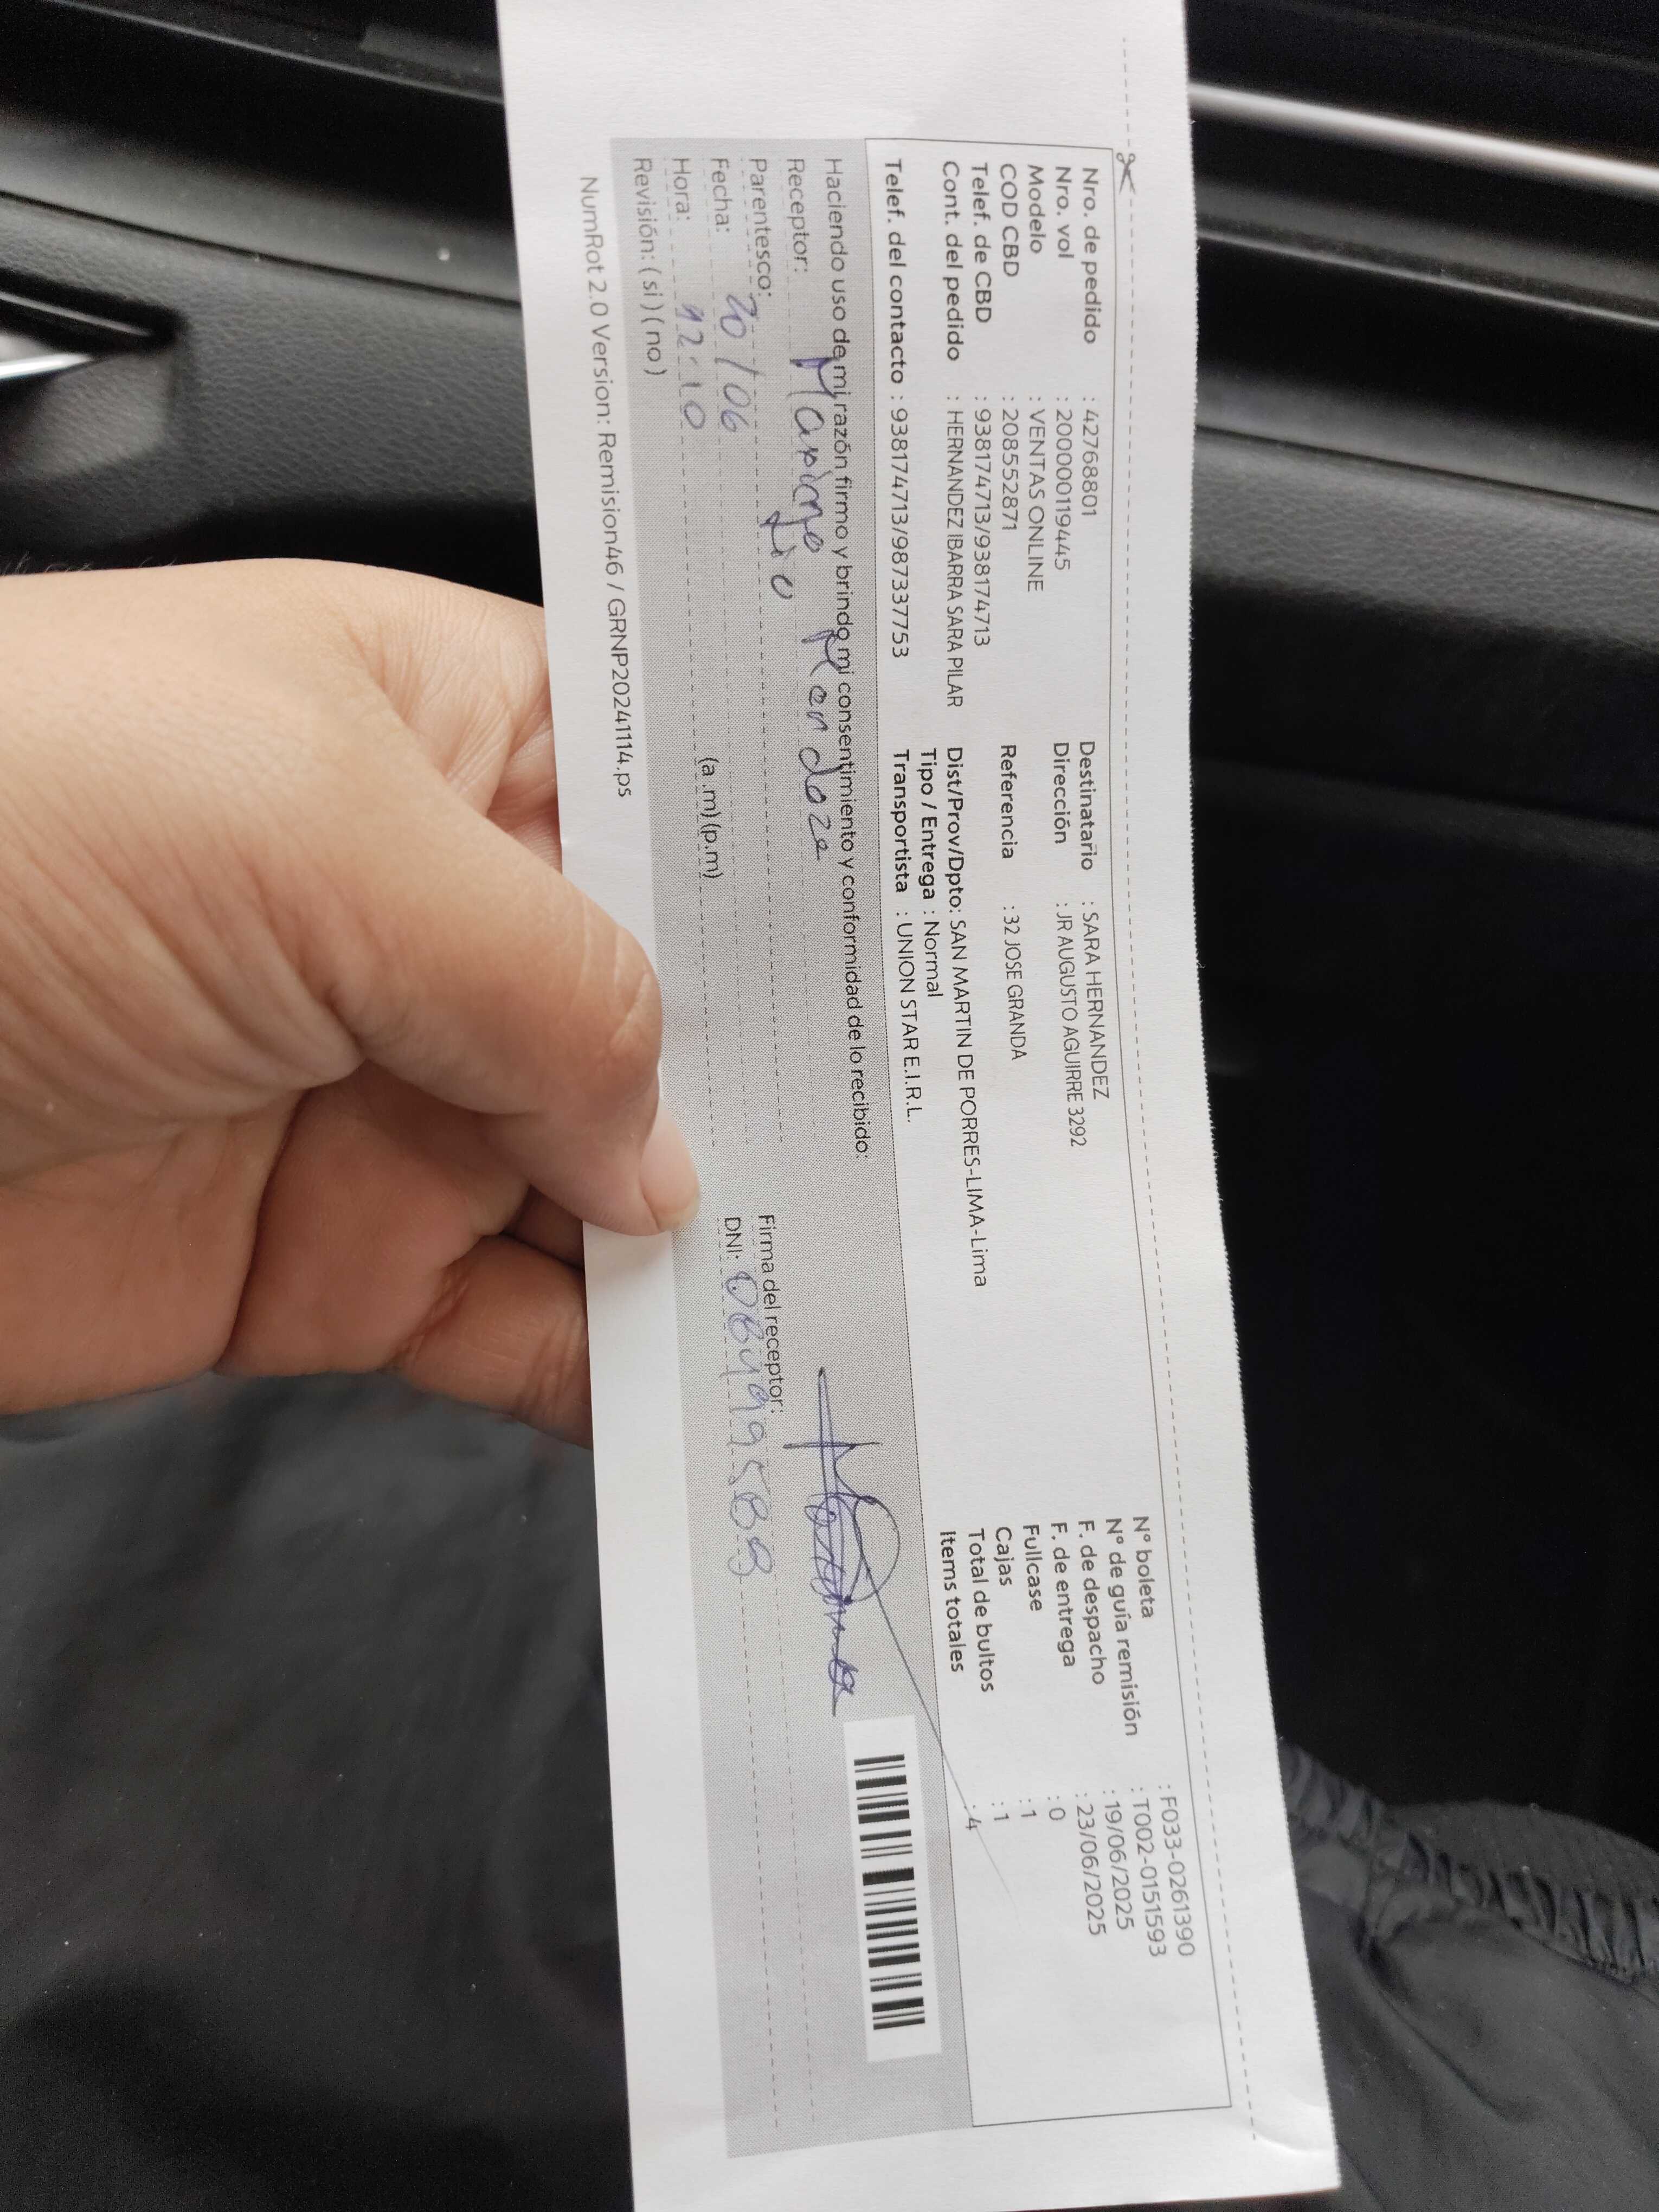 Nro. de pedido : 42768801
Nro. vol : 200000119445
Modelo : VENTAS ONLINE
COD CBD : 208552871
Telef. de CBD : 938174713/938174713
Cont. del pedido : HERNANDEZ IBARRA SARA PILAR
Telef. del contacto : 938174713/987337753
Destinatario : SARA HERNANDEZ
Dirección : JR AUGUSTO AGUIRRE 3292
Referencia : 32 JOSE GRANDA
Dist/Prov/Dpto: SAN MARTIN DE PORRES-LIMA-Lima
Tipo / Entrega : Normal
Transportista : UNION STAR E.I.R.L.
N° boleta : F033-0261390
N° de guía remisión : T002-0151593
F. de despacho : 19/06/2025
F. de entrega : 23/06/2025
Fullcase : 0
Cajas : 1
Total de bultos : 1
Items totales : 4
Haciendo uso de mi razón firmo y brindo mi consentimiento y conformidad de lo recibido:
Receptor: Maximo Mendoza
Parentesco: tio
Fecha: 20/06
Hora: 12:10 (a .m) (p.m)
Revisión: ( si ) ( no )
Firma del receptor:
DNI:
NumRot 2.0 Version: Remision46 / GRNP20241114.ps